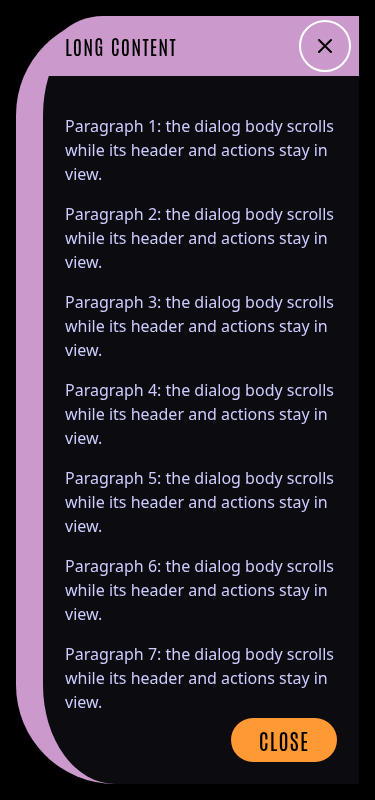 LONG CONTENT
Paragraph 1: the dialog body scrolls
while its header and actions stay in
view.
Paragraph 2: the dialog body scrolls
while its header and actions stay in
view.
Paragraph 3: the dialog body scrolls
while its header and actions stay in
view.
Paragraph 4: the dialog body scrolls
while its header and actions stay in
view.
Paragraph 5: the dialog body scrolls
while its header and actions stay in
view.
Paragraph 6: the dialog body scrolls
while its header and actions stay in
view.
Paragraph 7: the dialog body scrolls
while its header and actions stay in
view.
CLOSE